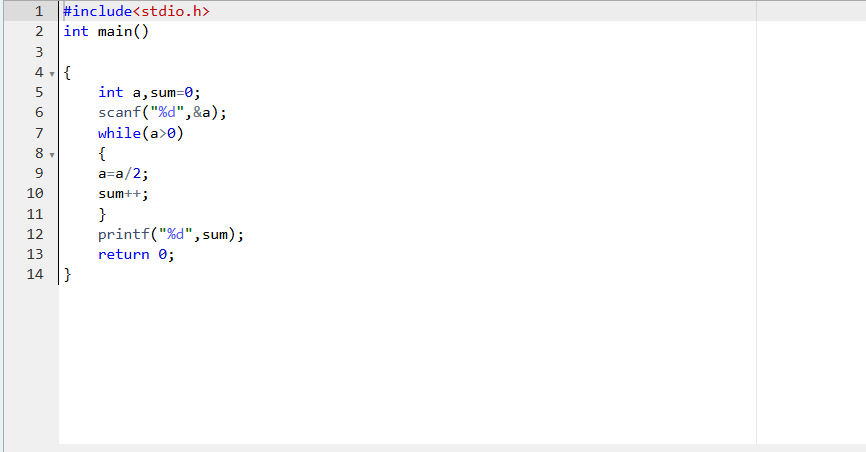 1 #include<stdio.h>
2 int main()
3
4 {
5     int a,sum=0;
6     scanf("%d",&a);
7     while(a>0)
8     {
9     a=a/2;
10     sum++;
11     }
12     printf("%d",sum);
13     return 0;
14 }